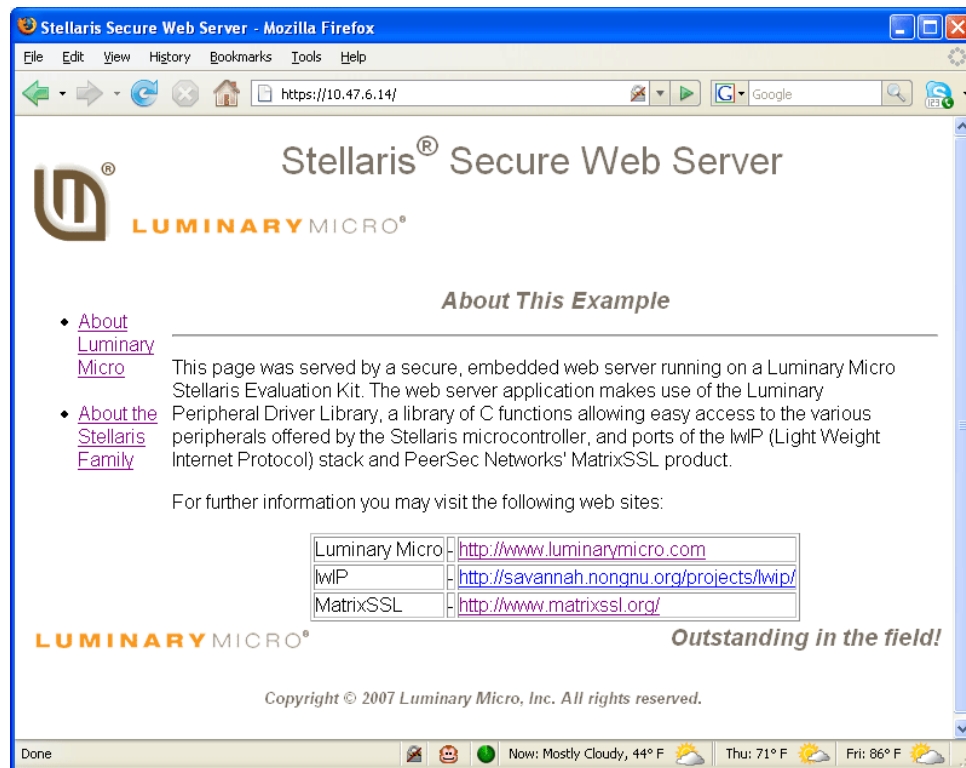 Stellaris Secure Web Server - Mozilla Firefox
File Edit View History Bookmarks Tools Help
https://10.47.6.14/
G Google
123
Stellaris® Secure Web Server
®
LUMINARYMICRO®
About This Example
About
Luminary
Micro
About the
Stellaris
Family
This page was served by a secure, embedded web server running on a Luminary Micro
Stellaris Evaluation Kit. The web server application makes use of the Luminary
Peripheral Driver Library, a library of C functions allowing easy access to the various
peripherals offered by the Stellaris microcontroller, and ports of the lwIP (Light Weight
Internet Protocol) stack and PeerSec Networks' MatrixSSL product.
For further information you may visit the following web sites:
Luminary Micro - http://www.luminarymicro.com
lwIP - http://savannah.nongnu.org/projects/lwip/
MatrixSSL - http://www.matrixssl.org/
LUMINARYMICRO®
Outstanding in the field!
Copyright © 2007 Luminary Micro, Inc. All rights reserved.
Done Now: Mostly Cloudy, 44° F Thu: 71° F Fri: 86° F